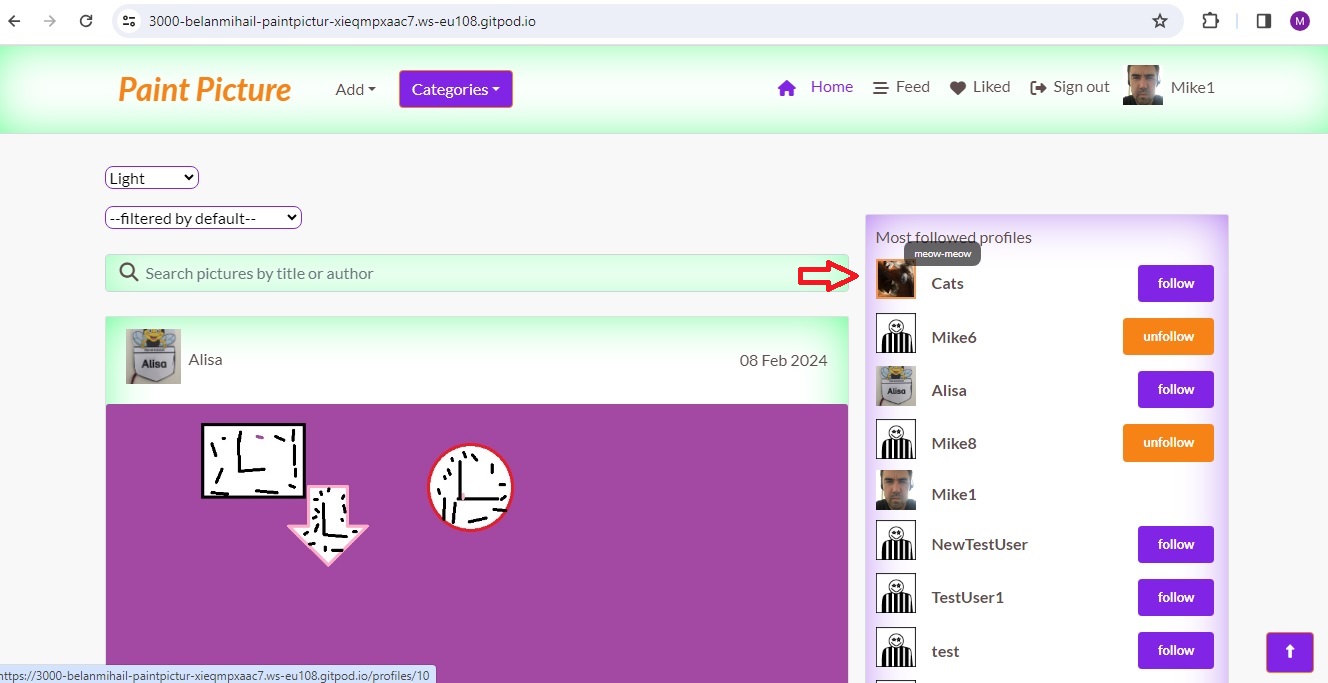 3000-belanmihail-paintpictur-xieqmpxaac7.ws-eu108.gitpod.io
M
Paint Picture
Add
Categories
Home
Feed
Liked
Sign out
Mike1
Light
--filtered by default--
Search pictures by title or author
Alisa
Alisa
08 Feb 2024
Most followed profiles
meow-meow
Cats
follow
Mike6
unfollow
Alisa
Alisa
follow
Mike8
unfollow
Mike1
NewTestUser
follow
TestUser1
follow
test
follow
https://3000-belanmihail-paintpictur-xieqmpxaac7.ws-eu108.gitpod.io/profiles/10